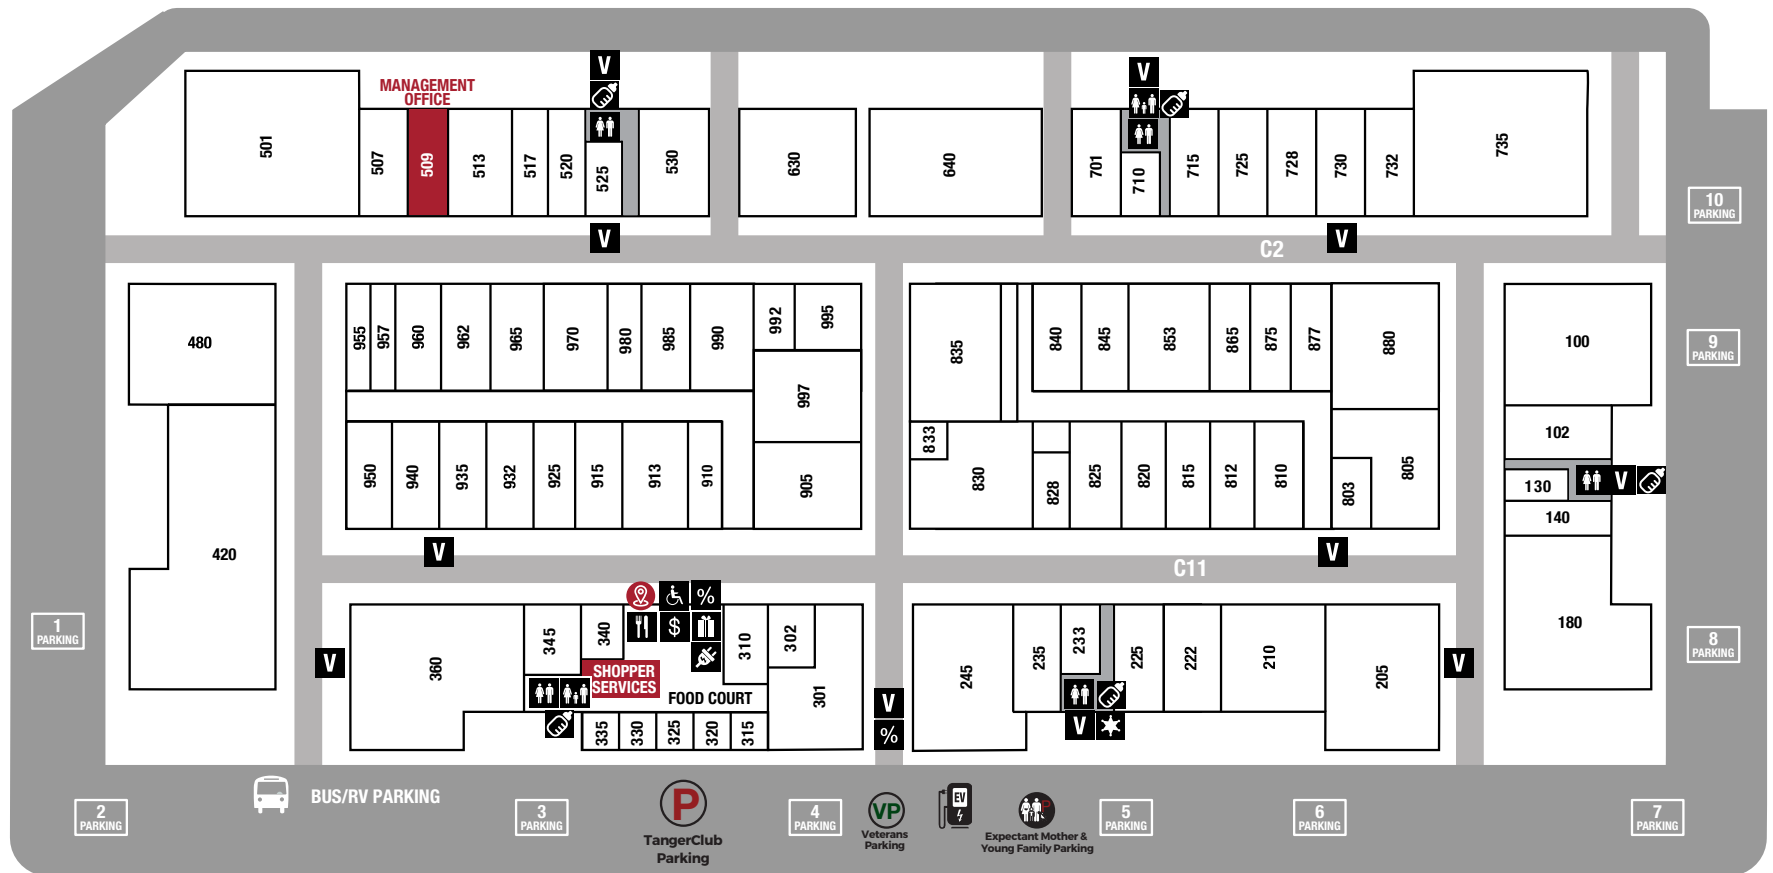 V
MANAGEMENT
OFFICE
501
507
509
513
517
520
525
530
V
630
640
V
701
710
715
725
728
730
732
735
10
PARKING
V
C2
V
480
955
957
960
962
965
970
980
985
990
992
995
997
835
840
845
853
865
875
877
880
100
9
PARKING
102
420
950
940
935
932
925
915
913
910
905
833
830
828
825
820
815
812
810
803
805
130
V
140
V
V
C11
1
PARKING
360
345
340
%
$
310
302
301
SHOPPER
SERVICES
FOOD COURT
335
330
325
320
315
V
V
%
245
235
233
225
222
210
205
V
V
180
8
PARKING
2
PARKING
BUS/RV PARKING
3
PARKING
P
TangerClub
Parking
4
PARKING
VP
Veterans
Parking
EV
P
Expectant Mother &
Young Family Parking
5
PARKING
6
PARKING
7
PARKING